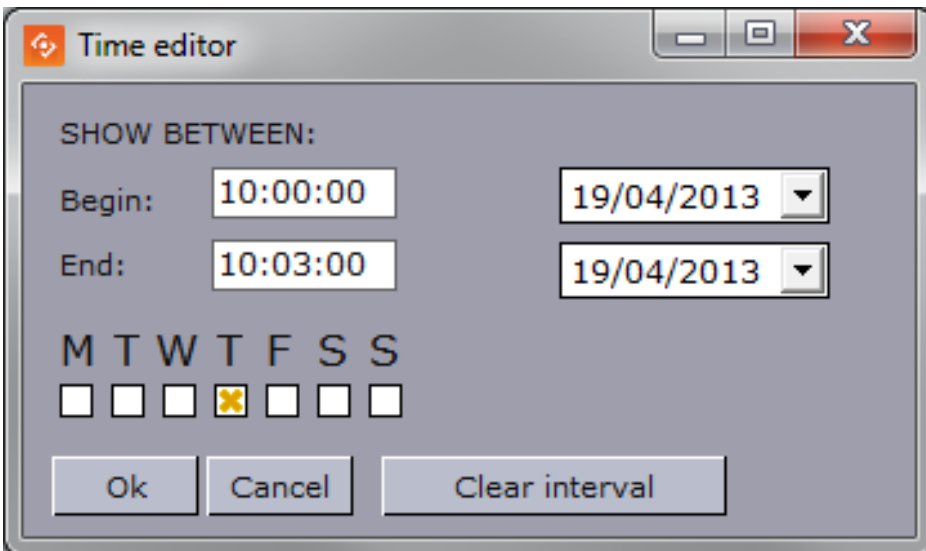 Time editor
SHOW BETWEEN:
Begin: 10:00:00 19/04/2013
End: 10:03:00 19/04/2013
M T W T F S S
Ok Cancel Clear interval